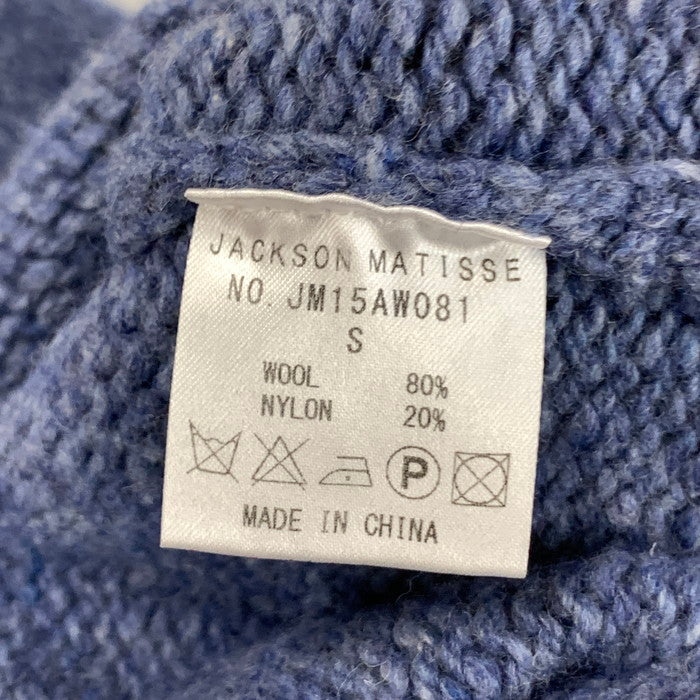 JACKSON MATISSE
NO. JM15AW081
S
WOOL 80%
NYLON 20%
P
MADE IN CHINA